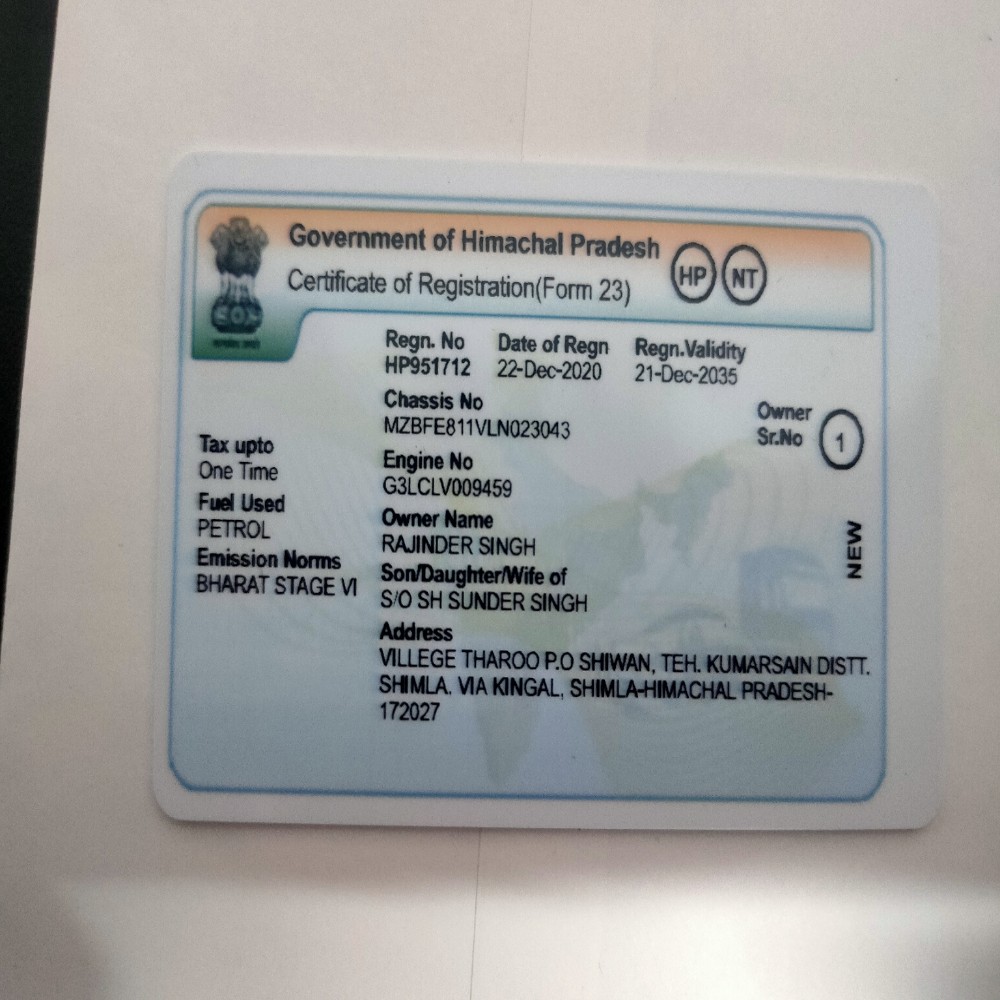 Government of Himachal Pradesh
Certificate of Registration(Form 23)
HP NT
Regn. No Date of Regn Regn.Validity
HP951712 22-Dec-2020 21-Dec-2035
Chassis No
MZBFE811VLN023043
Owner
Sr.No 1
Tax upto
One Time
Fuel Used
PETROL
Emission Norms
BHARAT STAGE VI
Engine No
G3LCLV009459
Owner Name
RAJINDER SINGH
Son/Daughter/Wife of
S/O SH SUNDER SINGH
Address
VILLEGE THAROO P.O SHIWAN, TEH. KUMARSAIN DISTT.
SHIMLA. VIA KINGAL, SHIMLA-HIMACHAL PRADESH-
172027
NEW